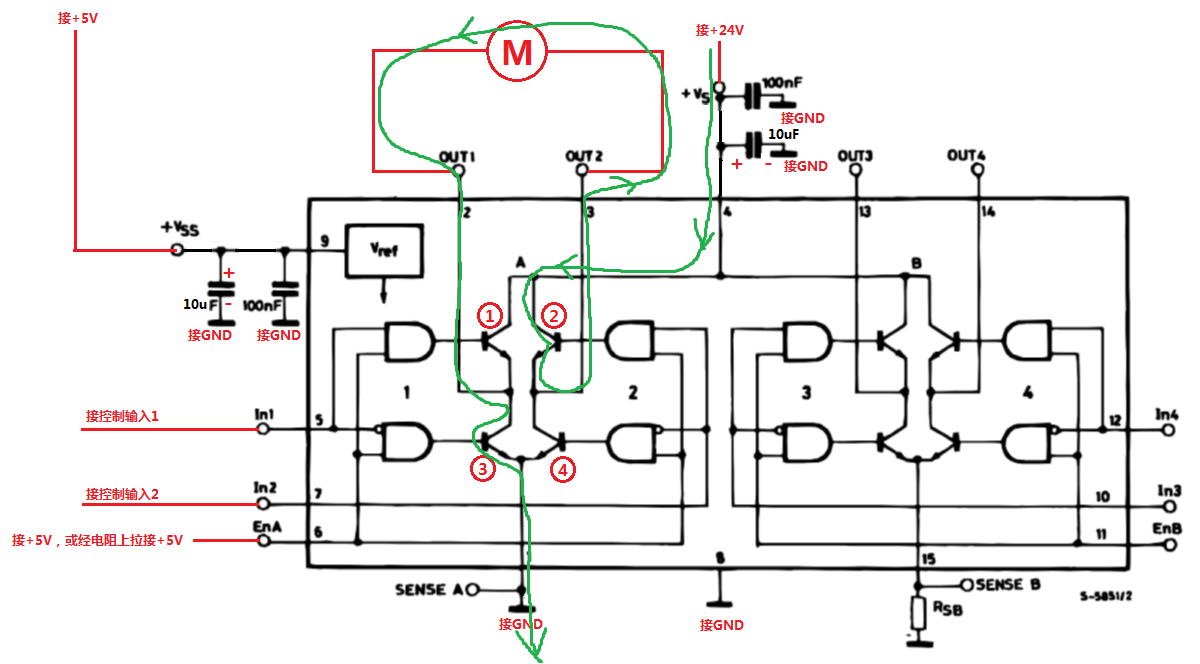 接+5V
M
接+24V
+VS
100nF
接GND
10uF
+ -
接GND
OUT1
OUT2
OUT3
OUT4
2
3
4
13
14
+VSS
9
Vref
A
B
+
10uF
-
100nF
接GND
接GND
①
②
1
2
3
4
接控制输入1
In1
5
12
In4
③
④
接控制输入2
In2
7
10
In3
接+5V，或经电阻上拉接+5V
EnA
6
11
EnB
8
15
SENSE A
SENSE B
S-5851/2
接GND
接GND
RSB